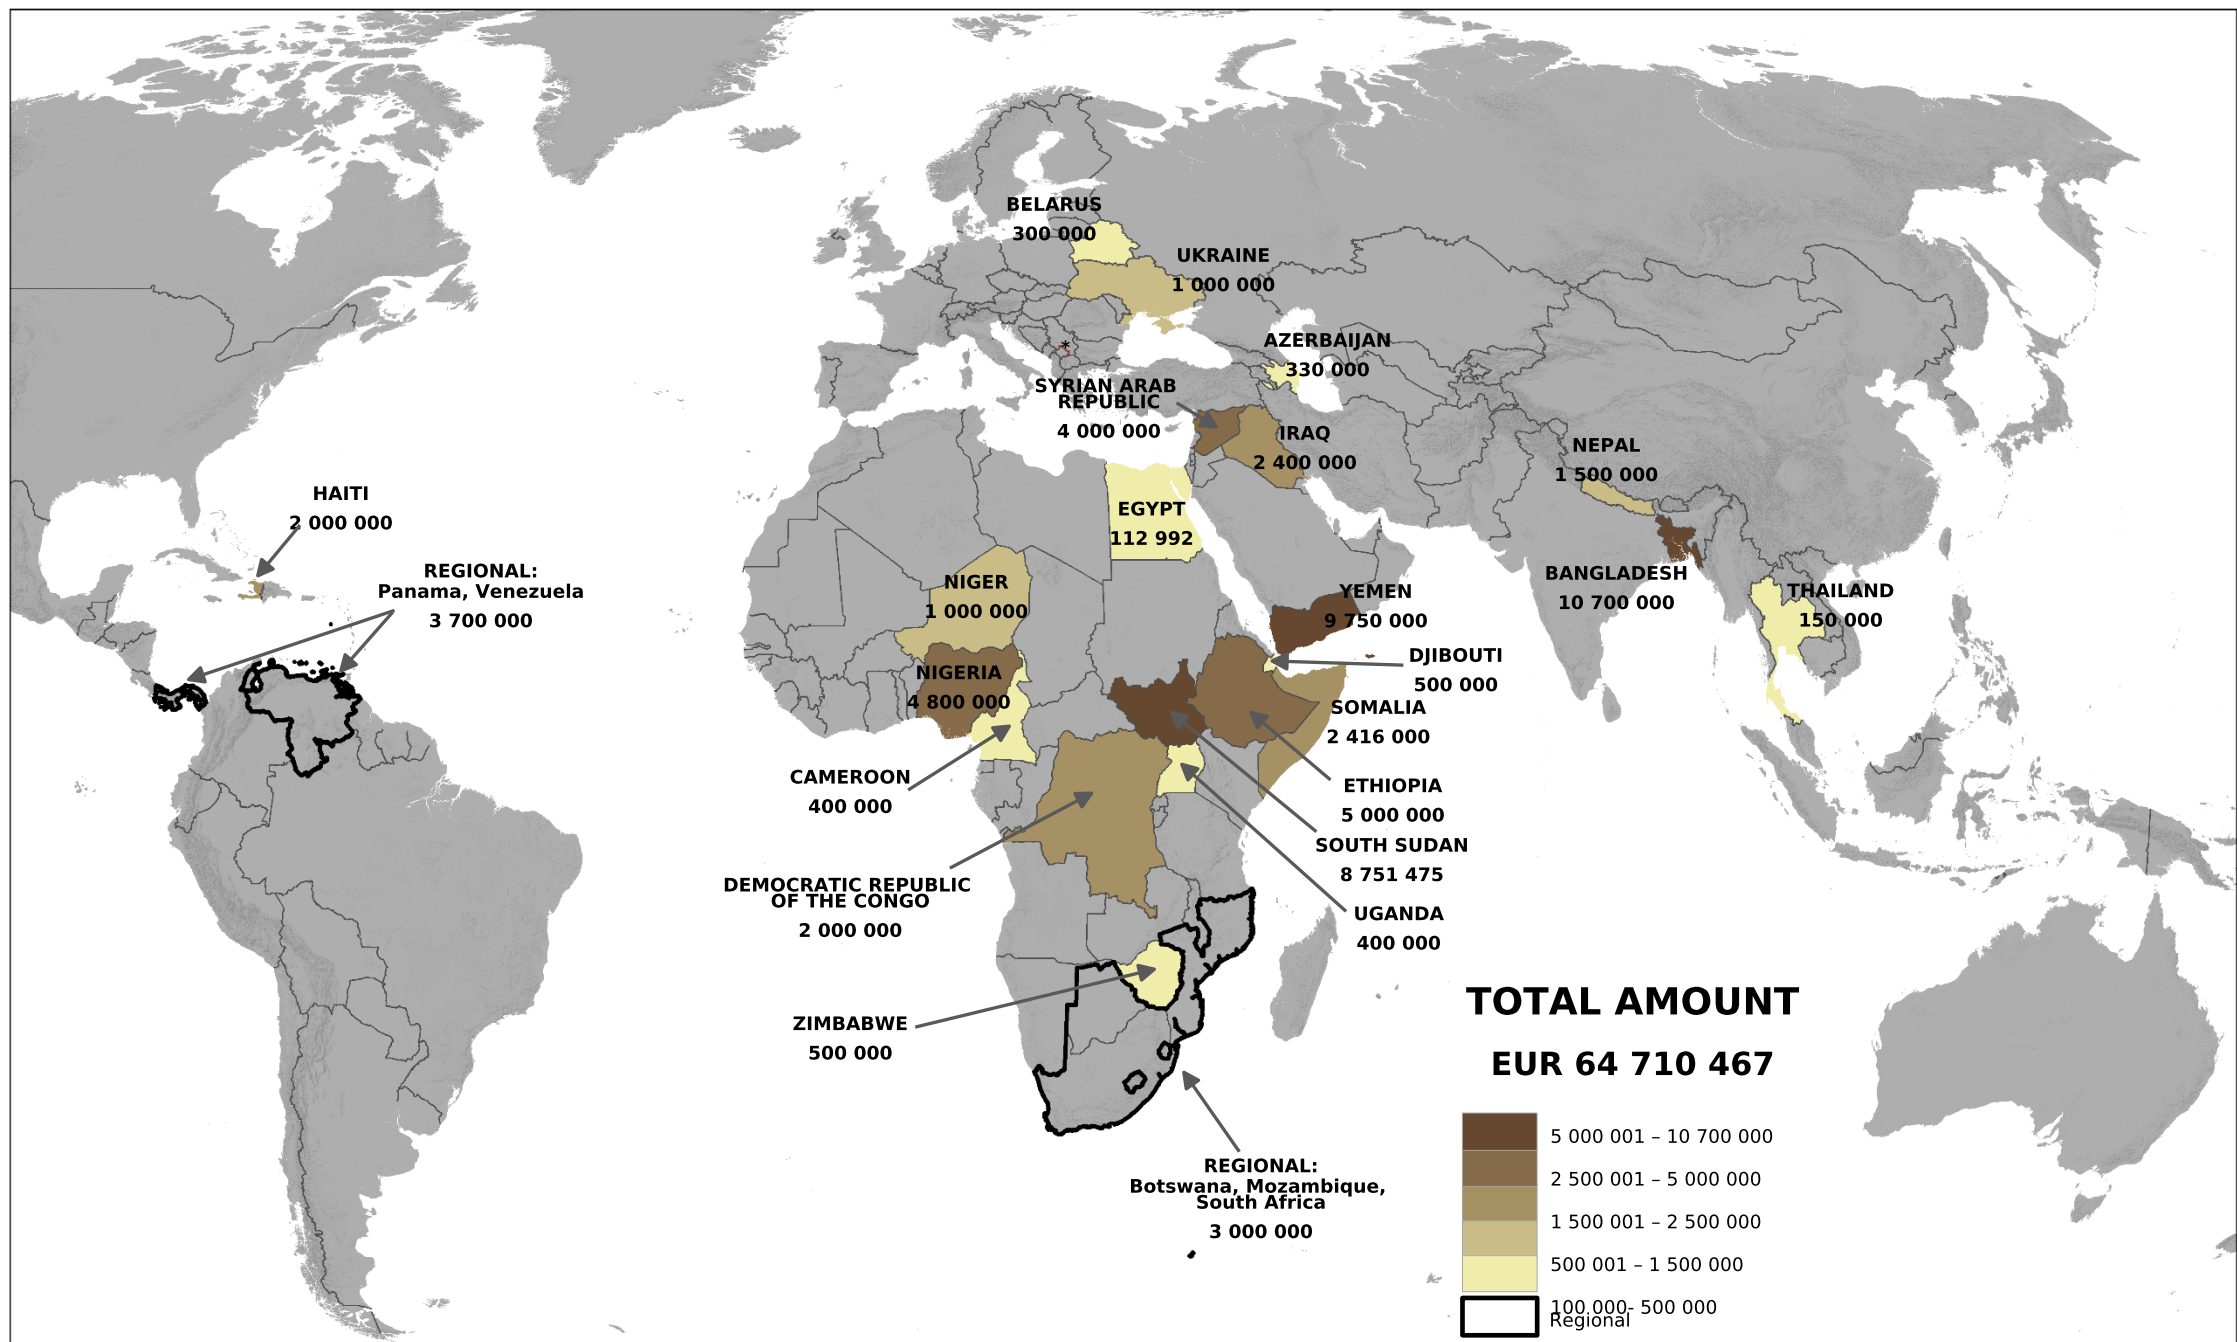 BELARUS
300 000
UKRAINE
1 000 000
AZERBAIJAN
330 000
*
SYRIAN ARAB
REPUBLIC
4 000 000
IRAQ
2 400 000
NEPAL
1 500 000
HAITI
2 000 000
EGYPT
112 992
REGIONAL:
Panama, Venezuela
3 700 000
NIGER
1 000 000
YEMEN
9 750 000
BANGLADESH
10 700 000
THAILAND
150 000
NIGERIA
4 800 000
DJIBOUTI
500 000
SOMALIA
2 416 000
CAMEROON
400 000
ETHIOPIA
5 000 000
SOUTH SUDAN
8 751 475
DEMOCRATIC REPUBLIC
OF THE CONGO
2 000 000
UGANDA
400 000
ZIMBABWE
500 000
REGIONAL:
Botswana, Mozambique,
South Africa
3 000 000
TOTAL AMOUNT
EUR 64 710 467
5 000 001 – 10 700 000
2 500 001 – 5 000 000
1 500 001 – 2 500 000
500 001 – 1 500 000
100 000- 500 000
Regional